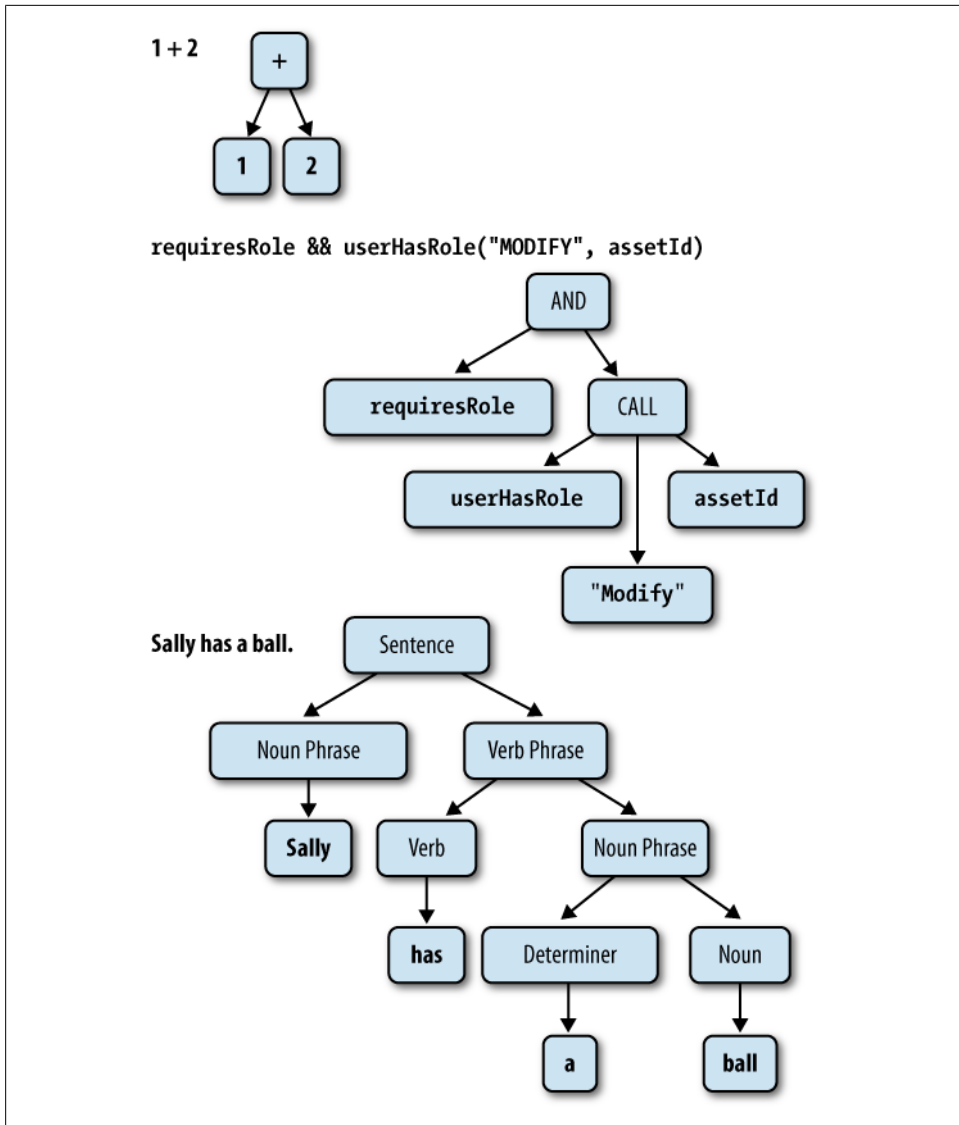 1 + 2
+
1 2
requiresRole && userHasRole("MODIFY", assetId)
AND
requiresRole CALL
userHasRole assetId
"Modify"
Sally has a ball. Sentence
Noun Phrase Verb Phrase
Sally Verb Noun Phrase
has Determiner Noun
a ball